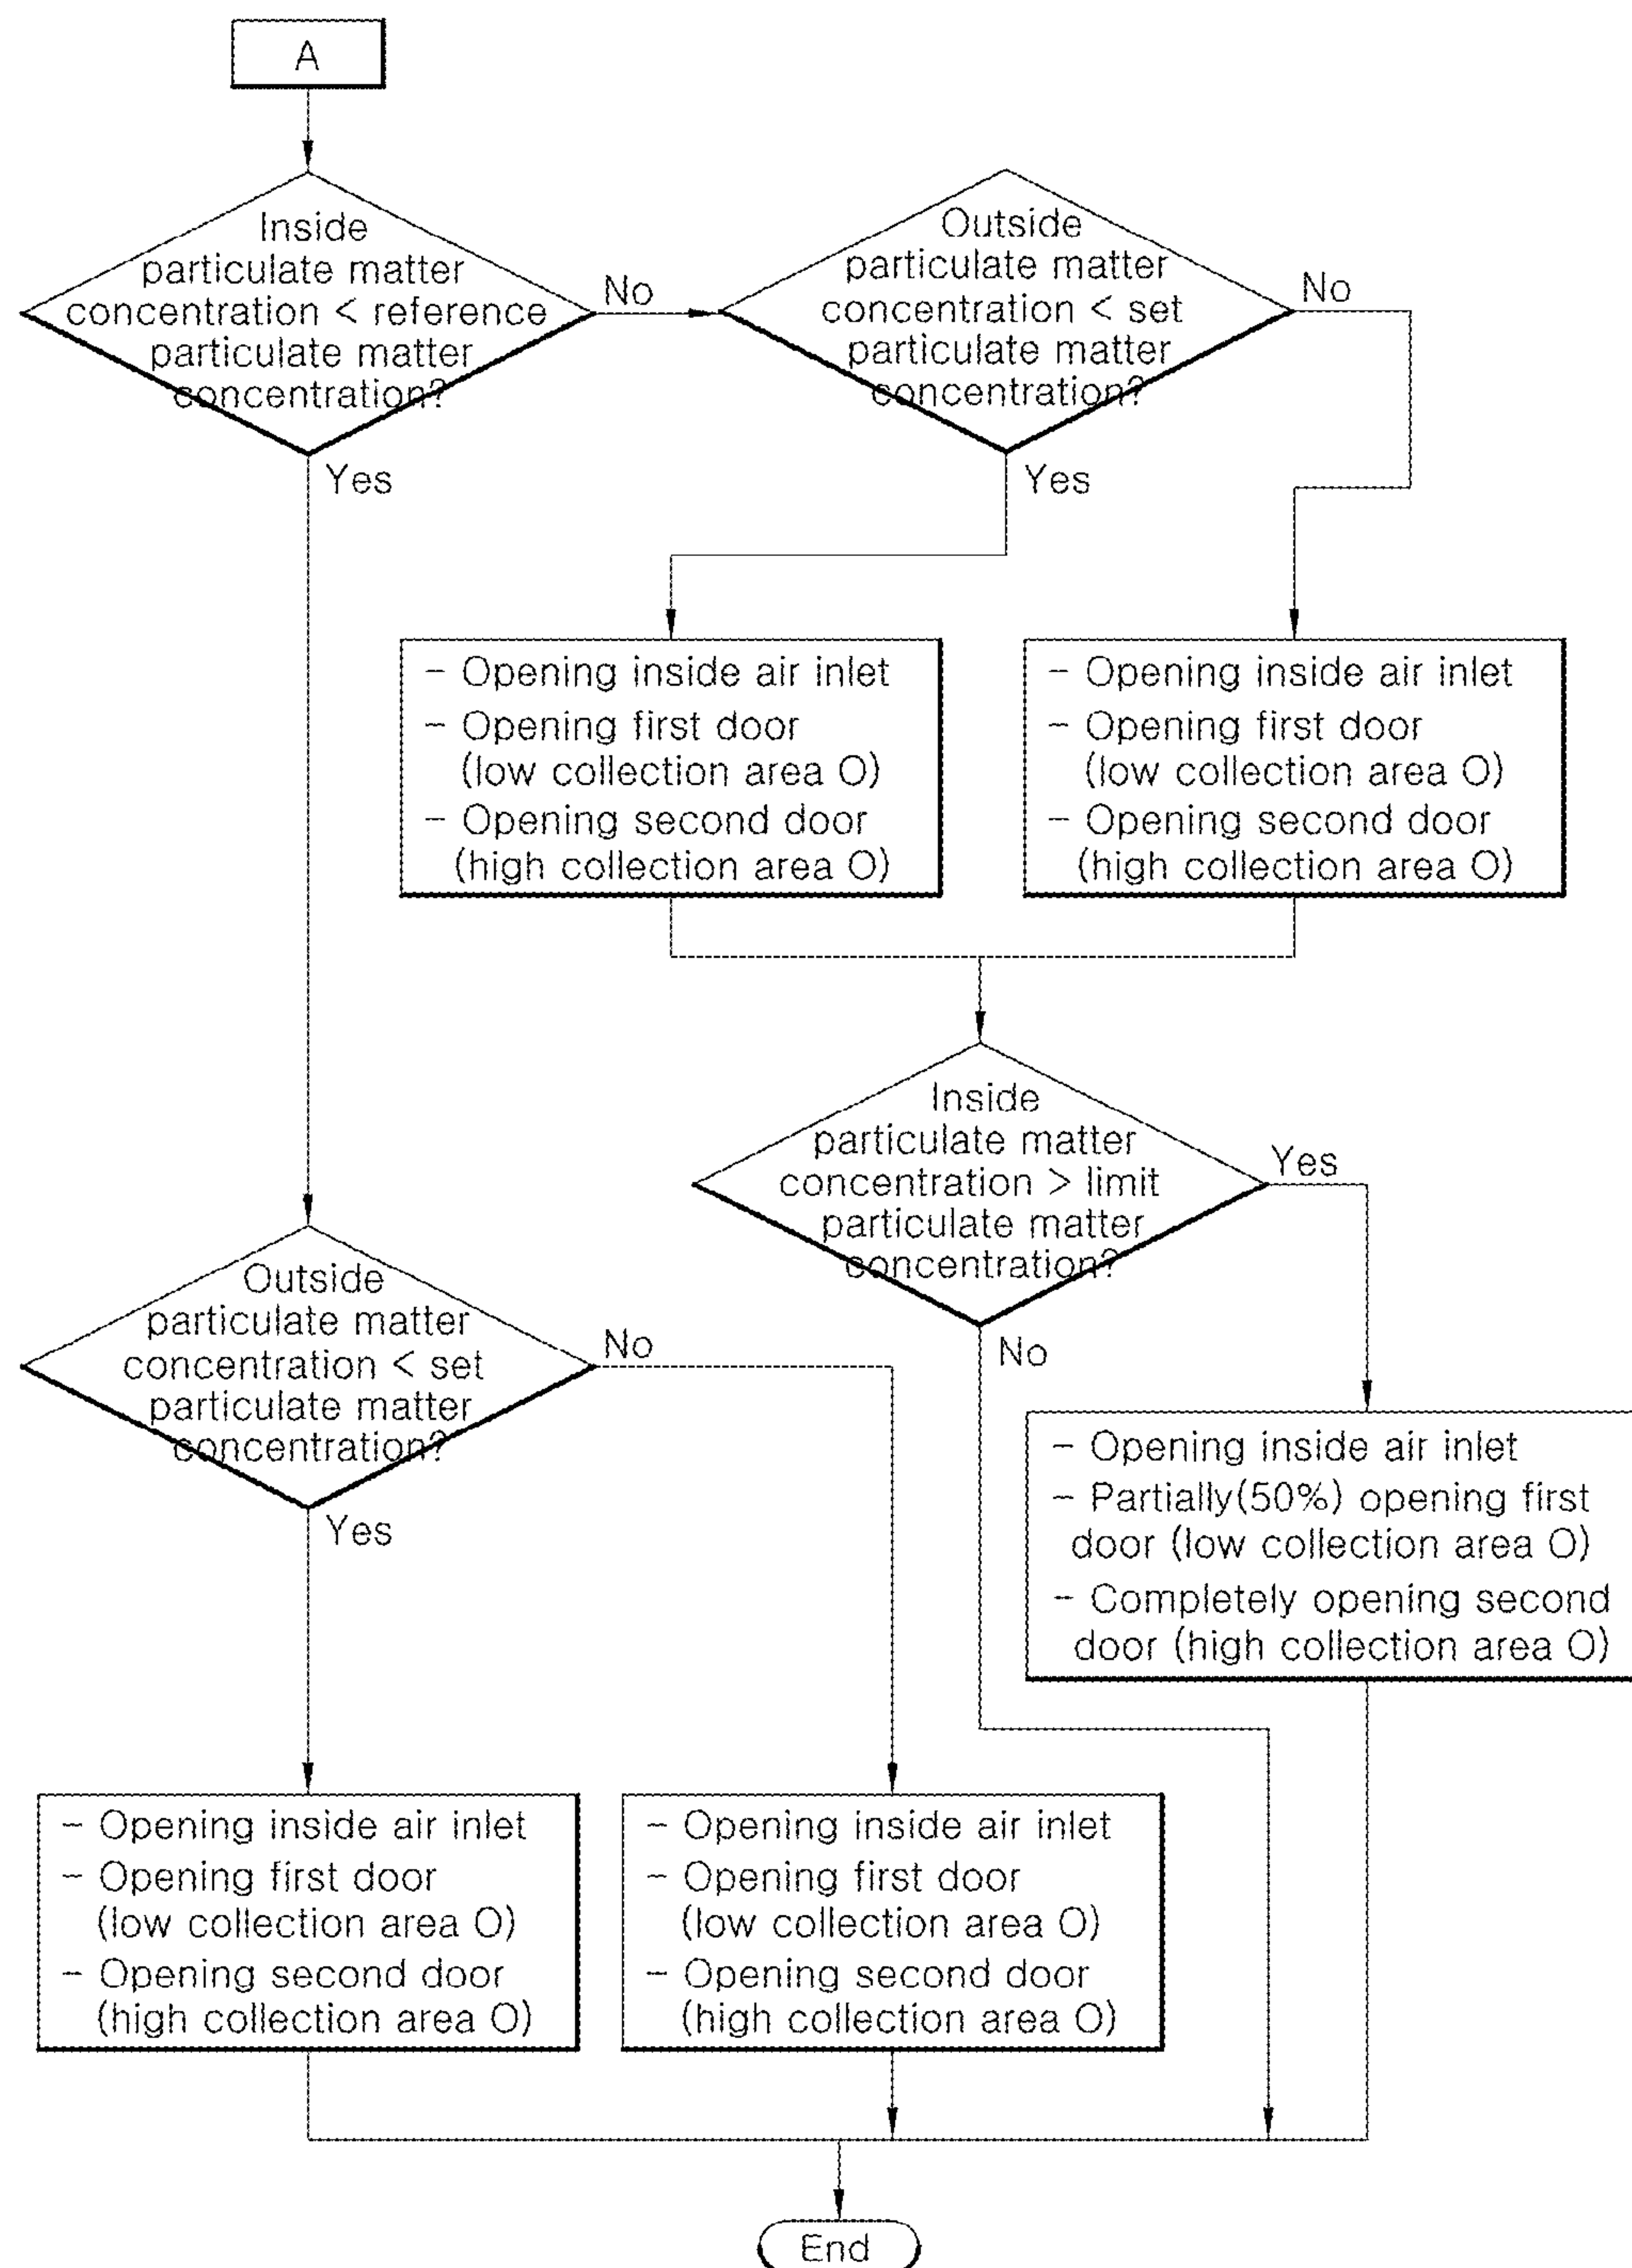 A
Inside
particulate matter
concentration < reference
particulate matter
concentration?
No
Yes
Outside
particulate matter
concentration < set
particulate matter
concentration?
No
Yes
- Opening inside air inlet
- Opening first door
(low collection area O)
- Opening second door
(high collection area O)
- Opening inside air inlet
- Opening first door
(low collection area O)
- Opening second door
(high collection area O)
Inside
particulate matter
concentration > limit
particulate matter
concentration?
Yes
No
Outside
particulate matter
concentration < set
particulate matter
concentration?
No
Yes
- Opening inside air inlet
- Partially(50%) opening first
door (low collection area O)
- Completely opening second
door (high collection area O)
- Opening inside air inlet
- Opening first door
(low collection area O)
- Opening second door
(high collection area O)
- Opening inside air inlet
- Opening first door
(low collection area O)
- Opening second door
(high collection area O)
End